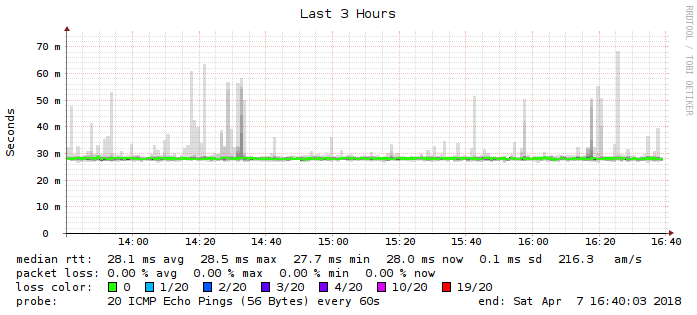 Last 3 Hours
RRDTOOL / TOBI OETIKER
Seconds
70 m
60 m
50 m
40 m
30 m
20 m
10 m
0
14:00 14:20 14:40 15:00 15:20 15:40 16:00 16:20 16:40
median rtt: 28.1 ms avg 28.5 ms max 27.7 ms min 28.0 ms now 0.1 ms sd 216.3 am/s
packet loss: 0.00 % avg 0.00 % max 0.00 % min 0.00 % now
loss color: 0 1/20 2/20 3/20 4/20 10/20 19/20
probe: 20 ICMP Echo Pings (56 Bytes) every 60s end: Sat Apr 7 16:40:03 2018